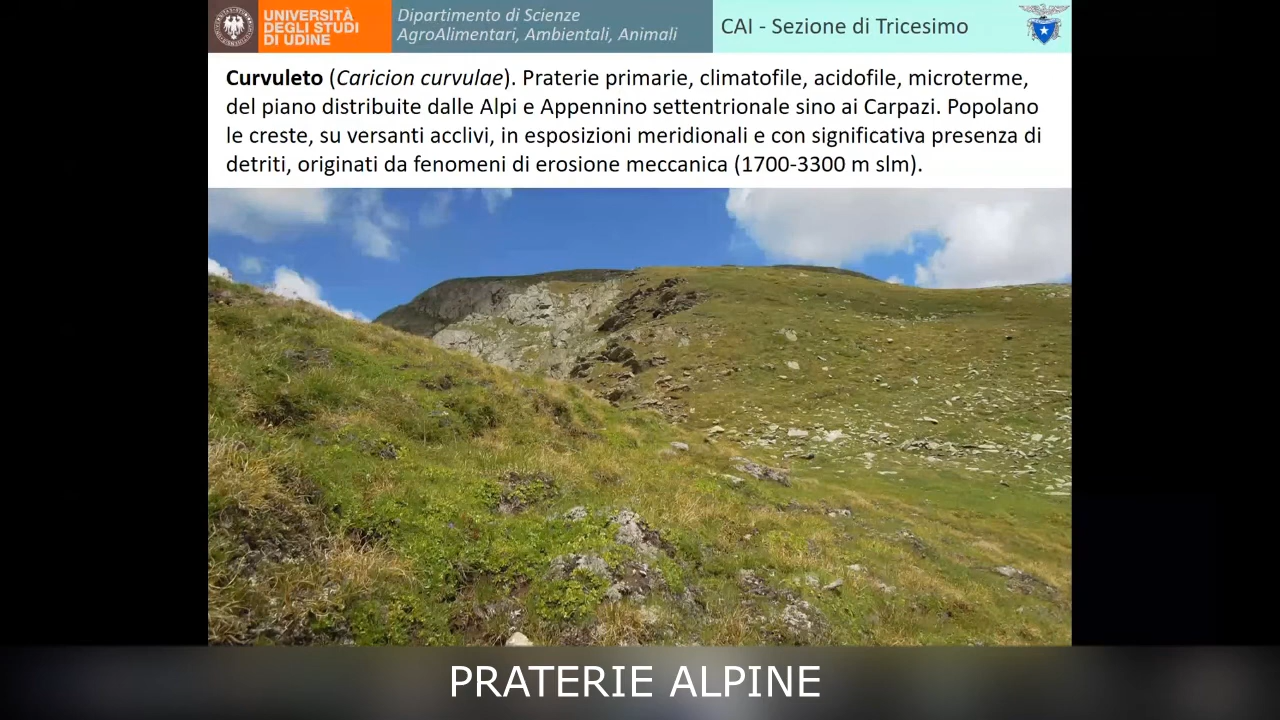 UNIVERSITÀ
DEGLI STUDI
DI UDINE
Dipartimento di Scienze
AgroAlimentari, Ambientali, Animali
CAI - Sezione di Tricesimo
Curvuleto (Caricion curvulae). Praterie primarie, climatofile, acidofile, microterme,
del piano distribuite dalle Alpi e Appennino settentrionale sino ai Carpazi. Popolano
le creste, su versanti acclivi, in esposizioni meridionali e con significativa presenza di
detriti, originati da fenomeni di erosione meccanica (1700-3300 m slm).
PRATERIE ALPINE